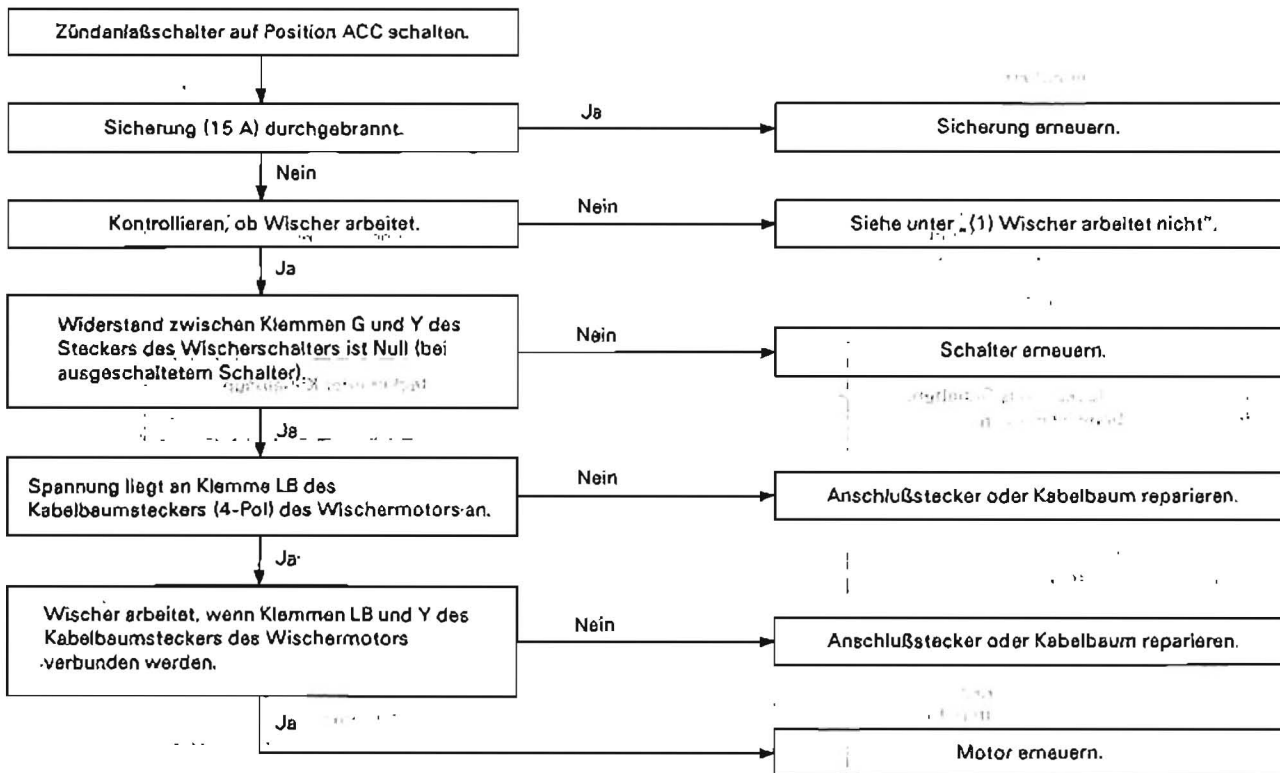 Zündanlaßschalter auf Position ACC schalten.
Sicherung (15 A) durchgebrannt.
Ja
Sicherung erneuern.
Nein
Kontrollieren, ob Wischer arbeitet.
Nein
Siehe unter „(1) Wischer arbeitet nicht".
Ja
Widerstand zwischen Klemmen G und Y des
Steckers des Wischerschalters ist Null (bei
ausgeschaltetem Schalter).
Nein
Schalter erneuern.
Ja
Spannung liegt an Klemme LB des
Kabelbaumsteckers (4-Pol) des Wischermotors an.
Nein
Anschlußstecker oder Kabelbaum reparieren.
Ja
Wischer arbeitet, wenn Klemmen LB und Y des
Kabelbaumsteckers des Wischermotors
verbunden werden.
Nein
Anschlußstecker oder Kabelbaum reparieren.
Ja
Motor erneuern.